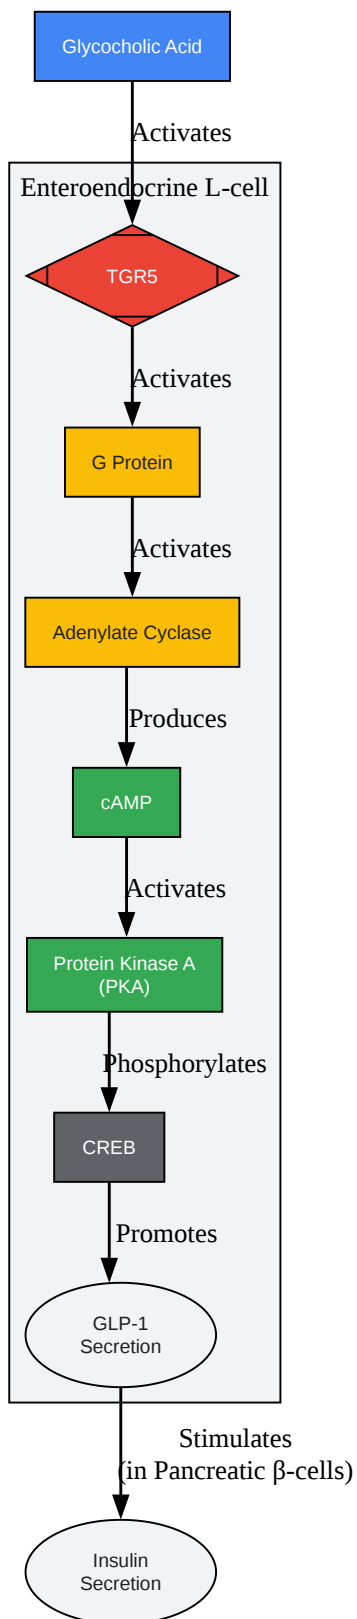 Glycocholic Acid
Activates
Enteroendocrine L-cell
TGR5
Activates
G Protein
Activates
Adenylate Cyclase
Produces
cAMP
Activates
Protein Kinase A
(PKA)
Phosphorylates
CREB
Promotes
GLP-1
Secretion
Stimulates
(in Pancreatic β-cells)
Insulin
Secretion